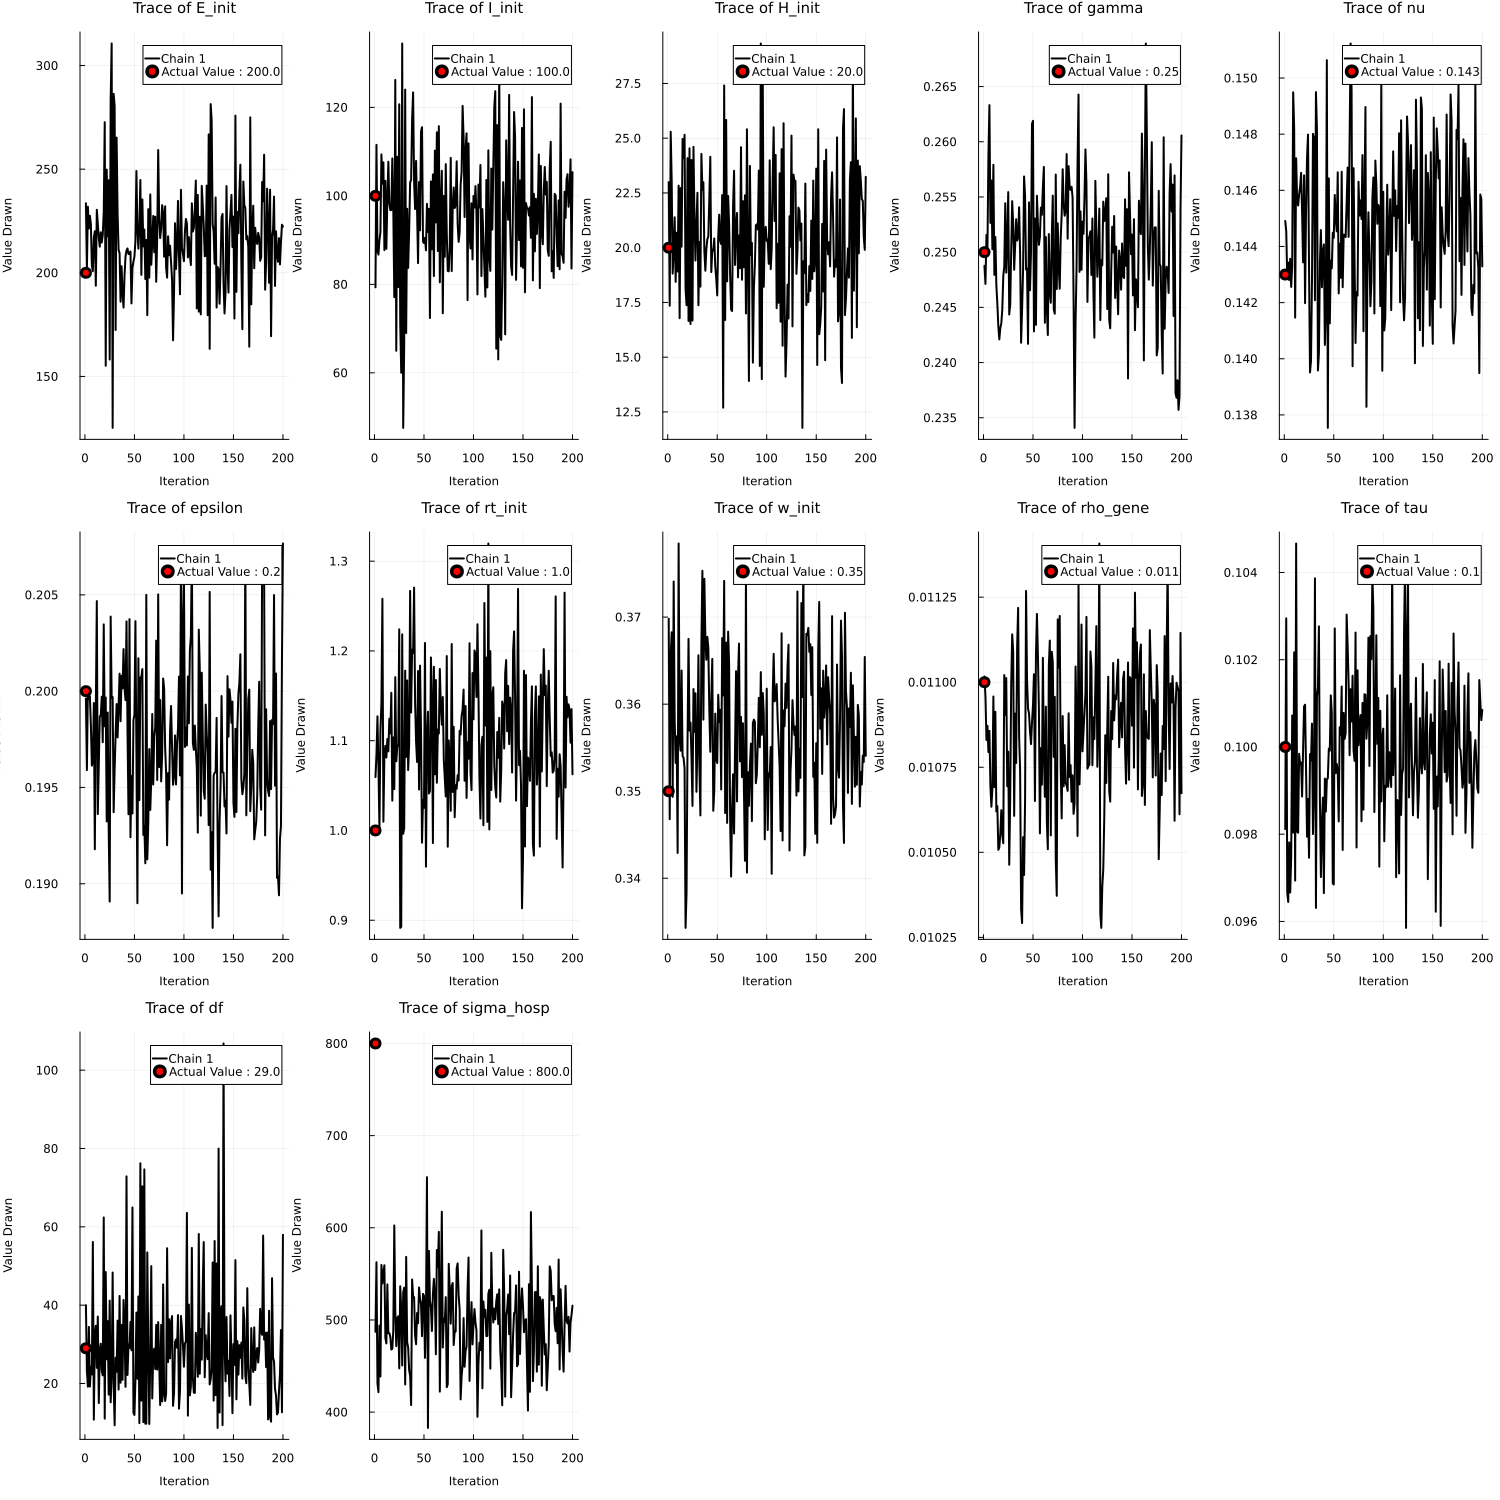 Trace of E_init
Chain 1
Actual Value : 200.0
300
250
200
150
Value Drawn
0 50 100 150 200
Iteration
Trace of I_init
Chain 1
Actual Value : 100.0
120
100
80
60
Value Drawn
0 50 100 150 200
Iteration
Trace of H_init
Chain 1
Actual Value : 20.0
27.5
25.0
22.5
20.0
17.5
15.0
12.5
Value Drawn
0 50 100 150 200
Iteration
Trace of gamma
Chain 1
Actual Value : 0.25
0.265
0.260
0.255
0.250
0.245
0.240
0.235
Value Drawn
0 50 100 150 200
Iteration
Trace of nu
Chain 1
Actual Value : 0.143
0.150
0.148
0.146
0.144
0.142
0.140
0.138
Value Drawn
0 50 100 150 200
Iteration
Trace of epsilon
Chain 1
Actual Value : 0.2
0.205
0.200
0.195
0.190
0 50 100 150 200
Iteration
Trace of rt_init
Chain 1
Actual Value : 1.0
1.3
1.2
1.1
1.0
0.9
Value Drawn
0 50 100 150 200
Iteration
Trace of w_init
Chain 1
Actual Value : 0.35
0.37
0.36
0.35
0.34
Value Drawn
0 50 100 150 200
Iteration
Trace of rho_gene
Chain 1
Actual Value : 0.011
0.01125
0.01100
0.01075
0.01050
0.01025
Value Drawn
0 50 100 150 200
Iteration
Trace of tau
Chain 1
Actual Value : 0.1
0.104
0.102
0.100
0.098
0.096
Value Drawn
0 50 100 150 200
Iteration
Trace of df
Chain 1
Actual Value : 29.0
100
80
60
40
20
Value Drawn
0 50 100 150 200
Iteration
Trace of sigma_hosp
Chain 1
Actual Value : 800.0
800
700
600
500
400
Value Drawn
0 50 100 150 200
Iteration